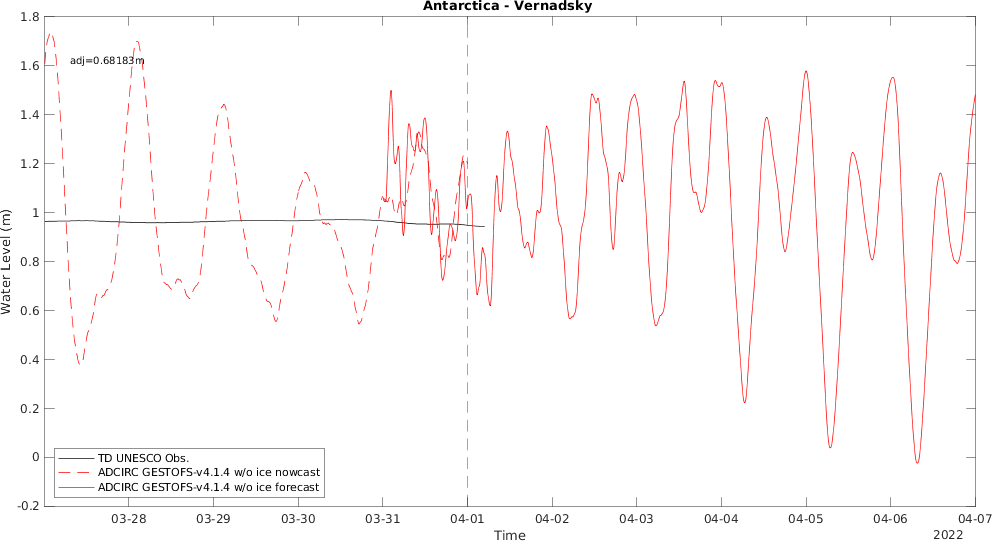 Antarctica - Vernadsky
1.8
1.6
1.4
1.2
1
0.8
0.6
0.4
0.2
0
-0.2
adj=0.68183m
Water Level (m)
TD UNESCO Obs.
ADCIRC GESTOFS-v4.1.4 w/o ice nowcast
ADCIRC GESTOFS-v4.1.4 w/o ice forecast
03-28 03-29 03-30 03-31 04-01 04-02 04-03 04-04 04-05 04-06 04-07
Time
2022